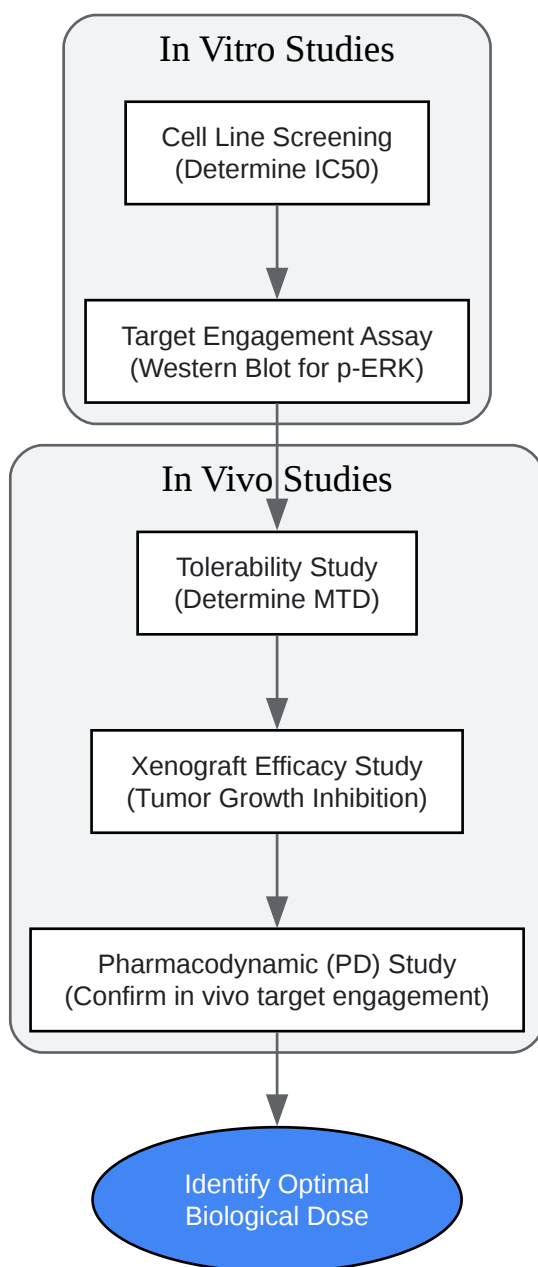 In Vitro Studies
Cell Line Screening
(Determine IC50)
Target Engagement Assay
(Western Blot for p-ERK)
In Vivo Studies
Tolerability Study
(Determine MTD)
Xenograft Efficacy Study
(Tumor Growth Inhibition)
Pharmacodynamic (PD) Study
(Confirm in vivo target engagement)
Identify Optimal
Biological Dose